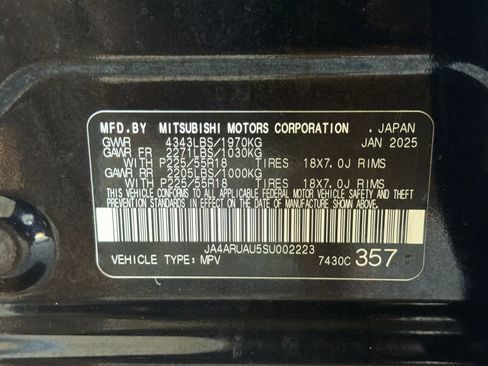 MFD.BY MITSUBISHI MOTORS CORPORATION , JAPAN
GVWR 4343LBS/1970KG JAN 2025
GAWR FR 2271LBS/1030KG
WITH P225/55R18 TIRES 18X7.0J RIMS
GAWR RR 2205LBS/1000KG
WITH P225/55R18 TIRES 18X7.0J RIMS
THIS VEHICLE CONFORMS TO ALL APPLICABLE FEDERAL MOTOR VEHICLE SAFETY
AND THEFT PREVENTION STANDARDS IN EFFECT ON THE DATE OF
MANUFACTURE SHOWN ABOVE.
JA4ARUAU5SU002223
VEHICLE TYPE:MPV 7430C 357